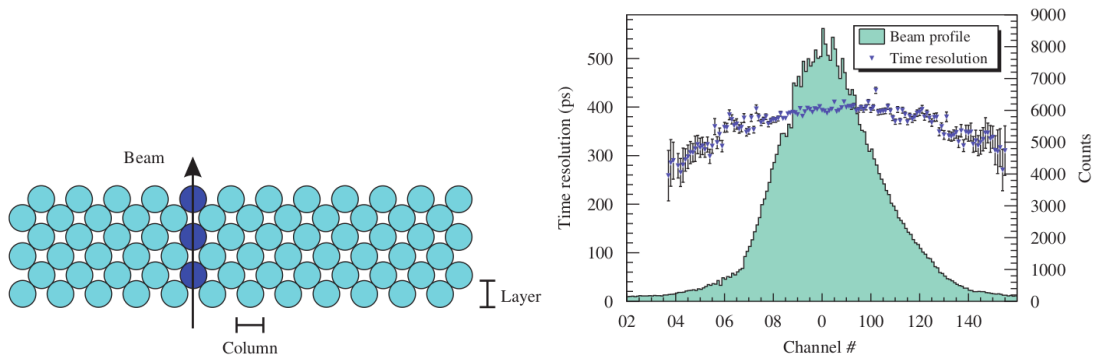 Beam
Layer
Column
Time resolution (ps)
500
400
300
200
100
0
Beam profile
Time resolution
9000
8000
7000
6000
5000
4000
3000
2000
1000
0
Counts
02 04 06 08 0 100 120 140
Channel #